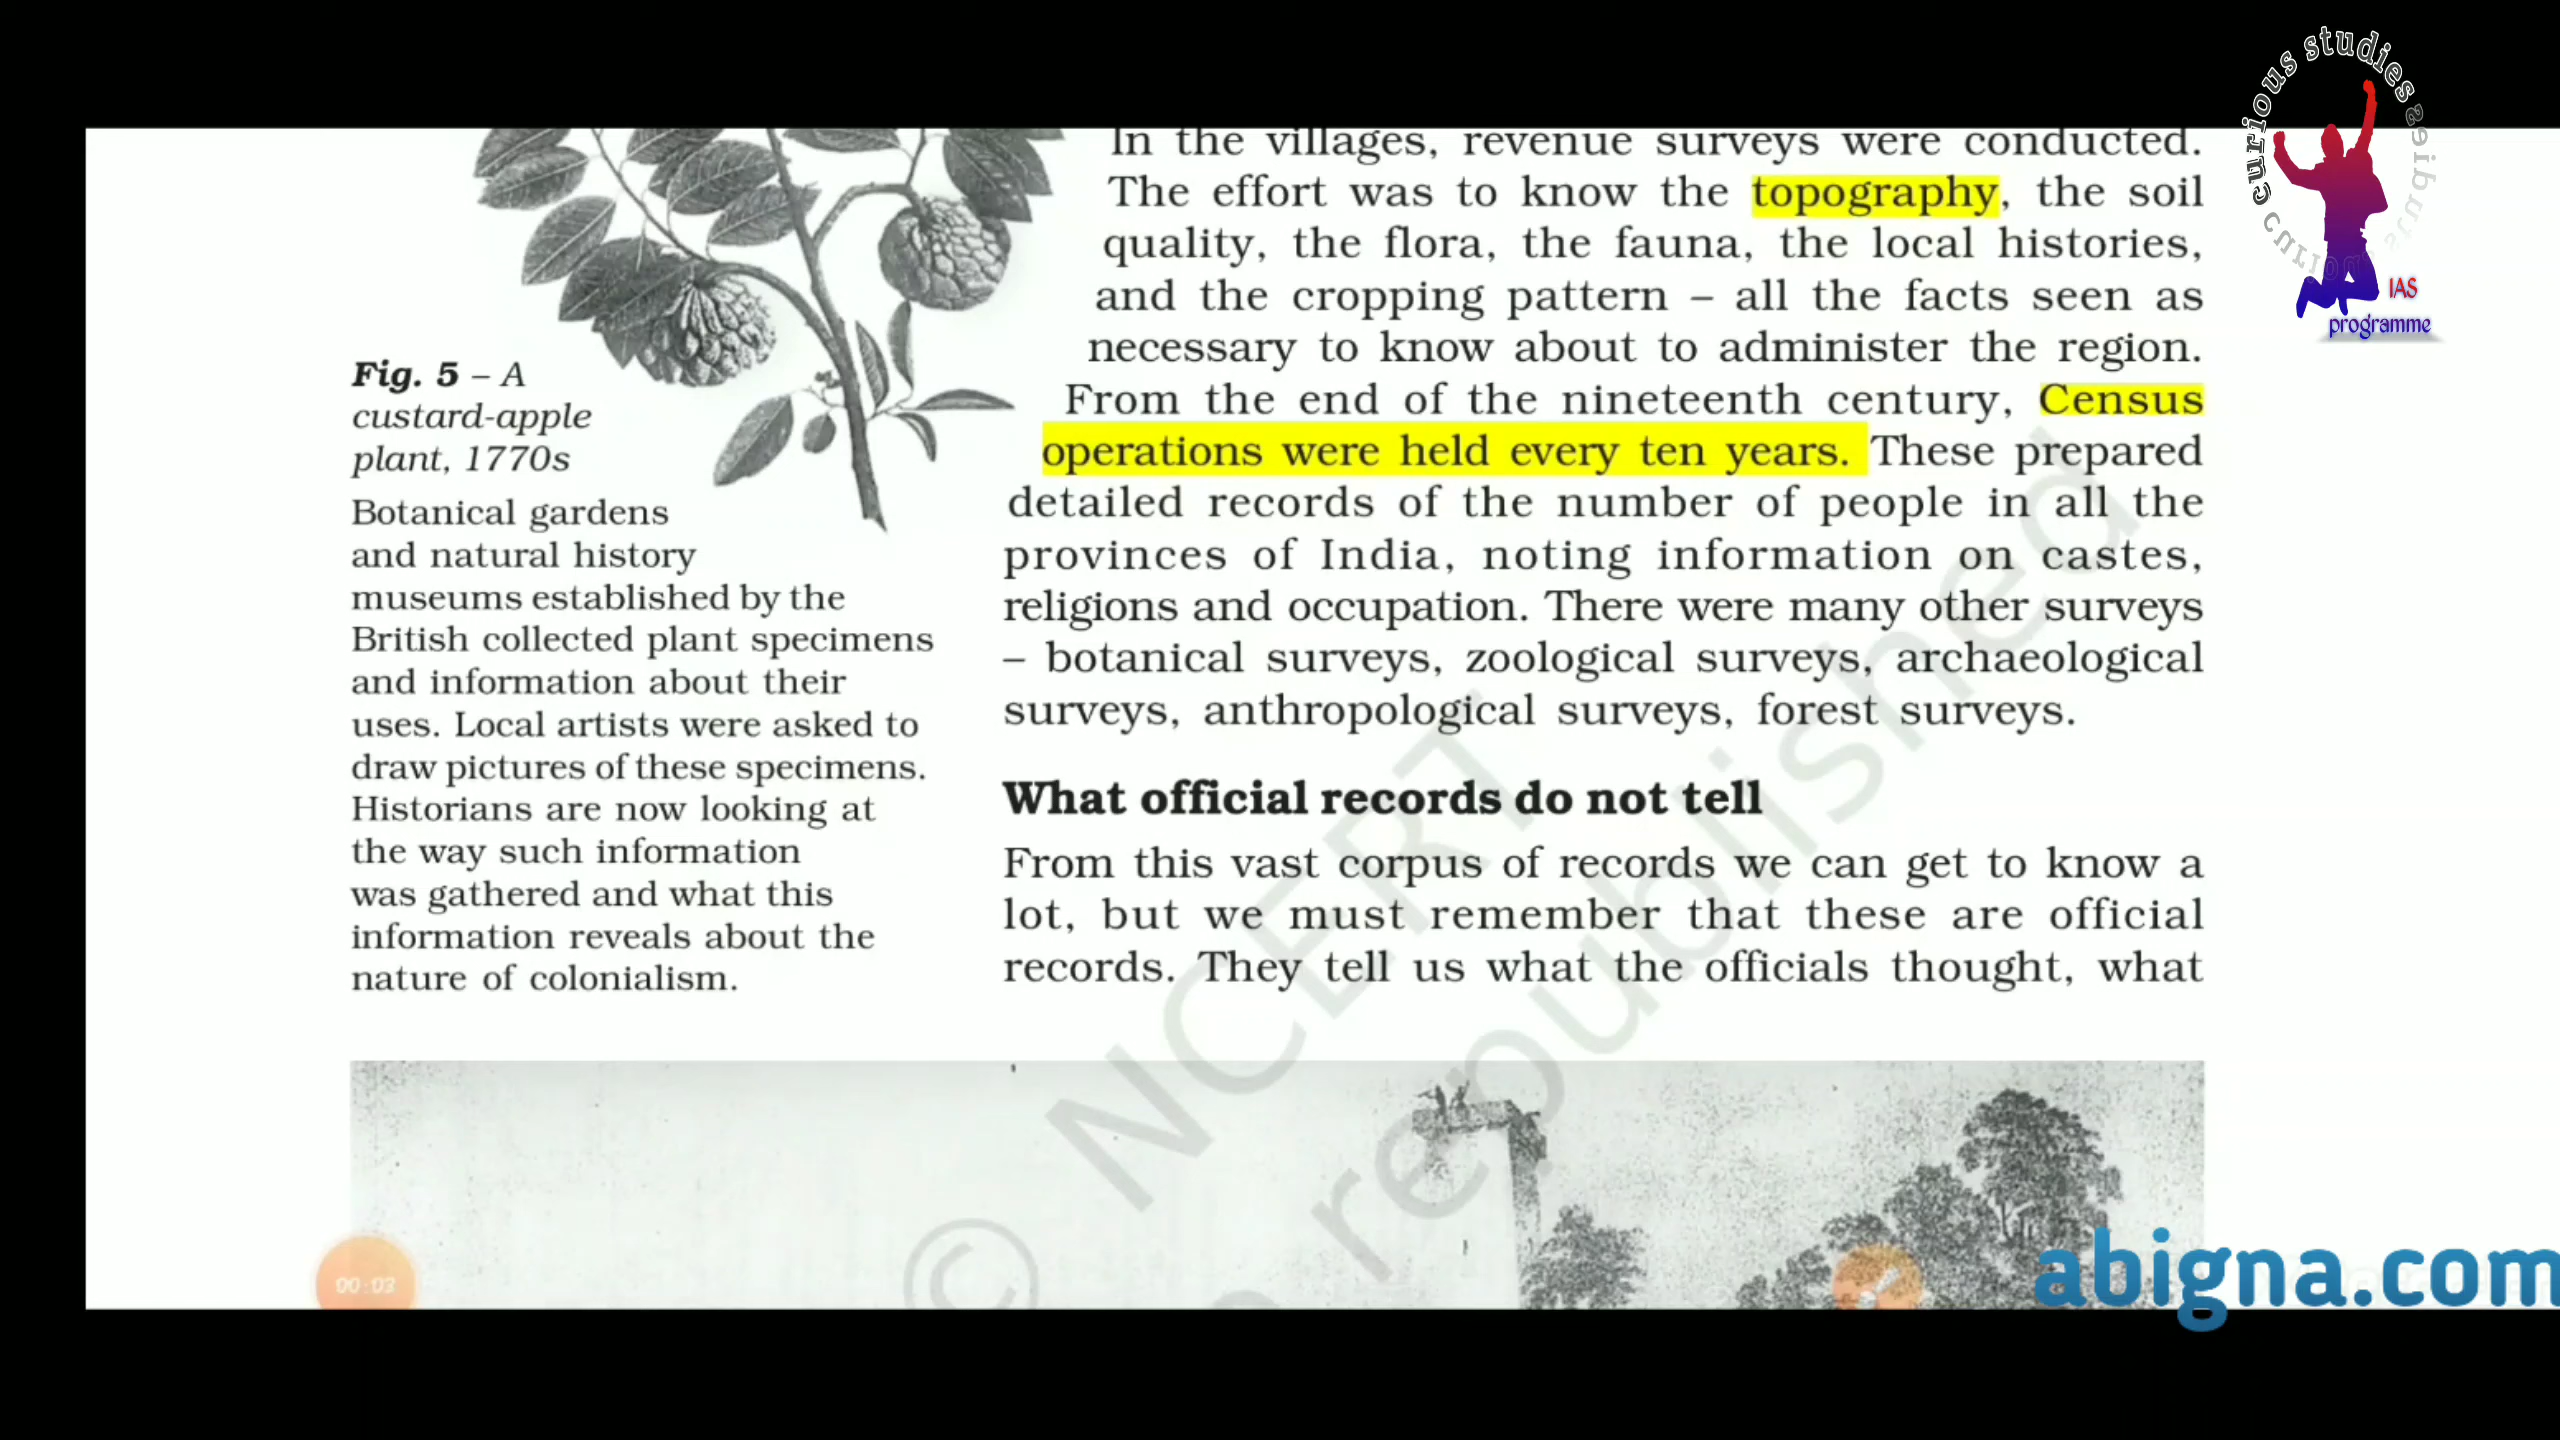 curious studies
IAS
programme
In the villages, revenue surveys were conducted.
The effort was to know the topography, the soil
quality, the flora, the fauna, the local histories,
and the cropping pattern – all the facts seen as
necessary to know about to administer the region.
From the end of the nineteenth century, Census
operations were held every ten years. These prepared
detailed records of the number of people in all the
provinces of India, noting information on castes,
religions and occupation. There were many other surveys
– botanical surveys, zoological surveys, archaeological
surveys, anthropological surveys, forest surveys.
What official records do not tell
From this vast corpus of records we can get to know a
lot, but we must remember that these are official
records. They tell us what the officials thought, what
Fig. 5 – A
custard-apple
plant, 1770s
Botanical gardens
and natural history
museums established by the
British collected plant specimens
and information about their
uses. Local artists were asked to
draw pictures of these specimens.
Historians are now looking at
the way such information
was gathered and what this
information reveals about the
nature of colonialism.
© NCERT
republished
00:03
abigna.com